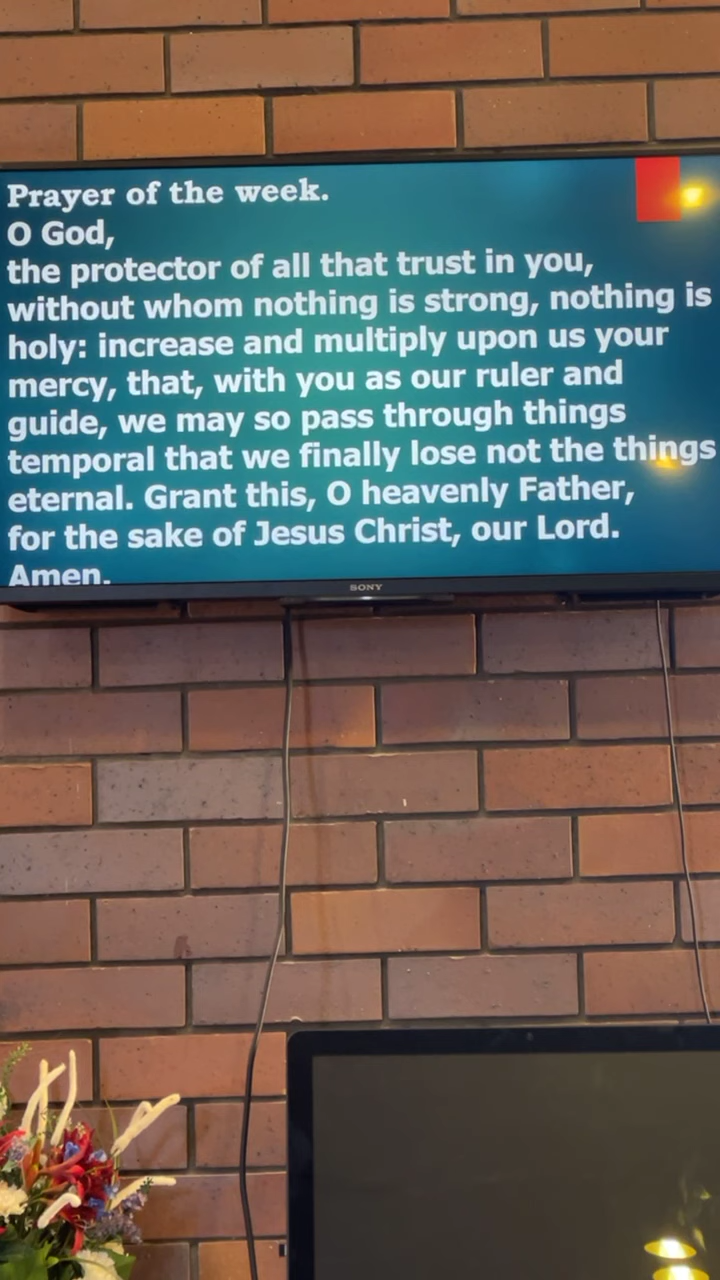 Prayer of the week.
O God,
the protector of all that trust in you,
without whom nothing is strong, nothing is
holy: increase and multiply upon us your
mercy, that, with you as our ruler and
guide, we may so pass through things
temporal that we finally lose not the things
eternal. Grant this, O heavenly Father,
for the sake of Jesus Christ, our Lord.
Amen.
SONY